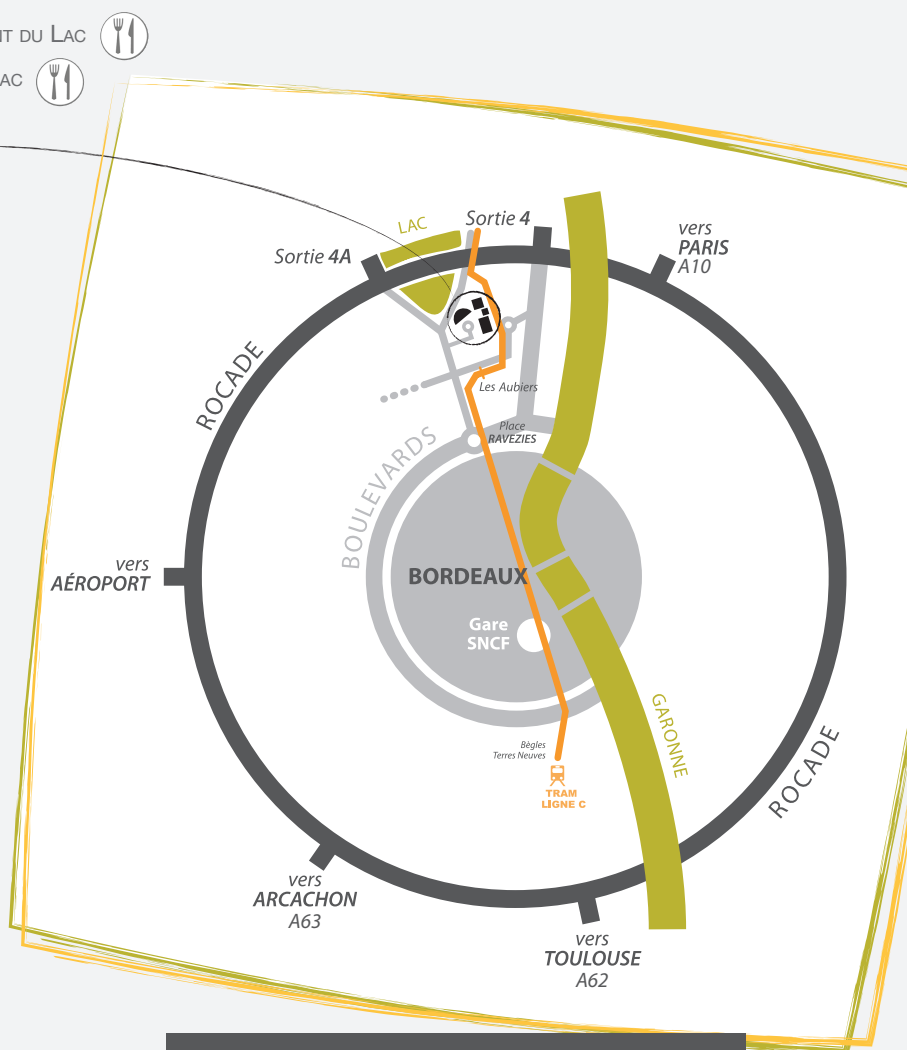 NT DU LAC
AC
LAC
Sortie 4
Sortie 4A
vers
PARIS
A10
ROCADE
Les Aubiers
Place
RAVEZIES
BOULEVARDS
vers
AÉROPORT
BORDEAUX
Gare
SNCF
GARONNE
Bègles
Terres Neuves
TRAM
LIGNE C
ROCADE
vers
ARCACHON
A63
vers
TOULOUSE
A62